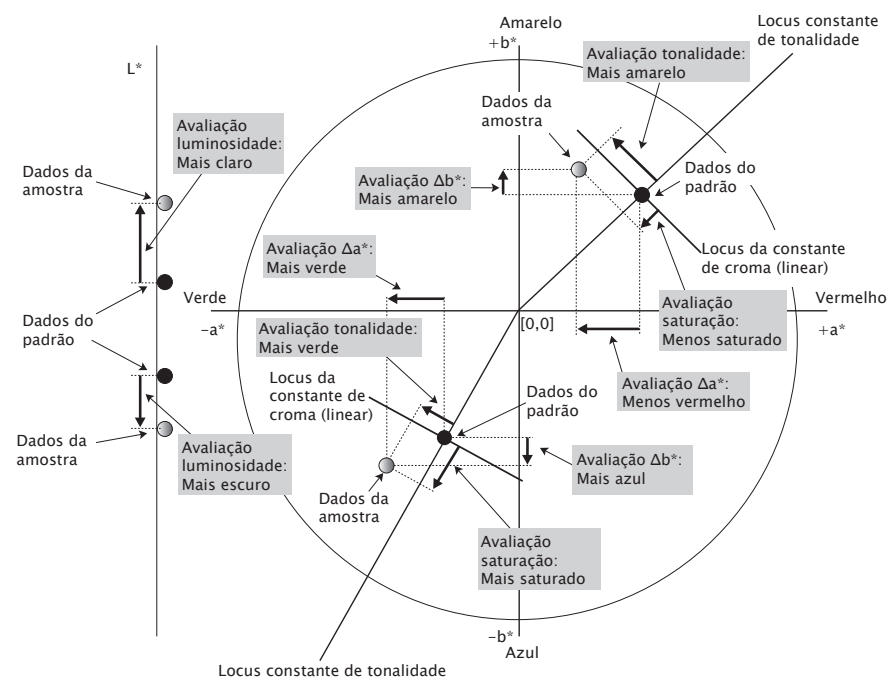 L*
Avaliação
luminosidade:
Mais claro
Dados da
amostra
Dados do
padrão
Dados da
amostra
Avaliação
luminosidade:
Mais escuro
Amarelo
+b*
Locus constante
de tonalidade
Avaliação tonalidade:
Mais amarelo
Dados da
amostra
Avaliação Δb*:
Mais amarelo
Dados do
padrão
Locus da constante
de croma (linear)
Avaliação Δa*:
Mais verde
Verde
–a*
[0,0]
Vermelho
+a*
Avaliação
saturação:
Menos saturado
Avaliação tonalidade:
Mais verde
Avaliação Δa*:
Menos vermelho
Locus da
constante de
croma (linear)
Dados do
padrão
Avaliação Δb*:
Mais azul
Dados da
amostra
Avaliação
saturação:
Mais saturado
–b*
Azul
Locus constante de tonalidade